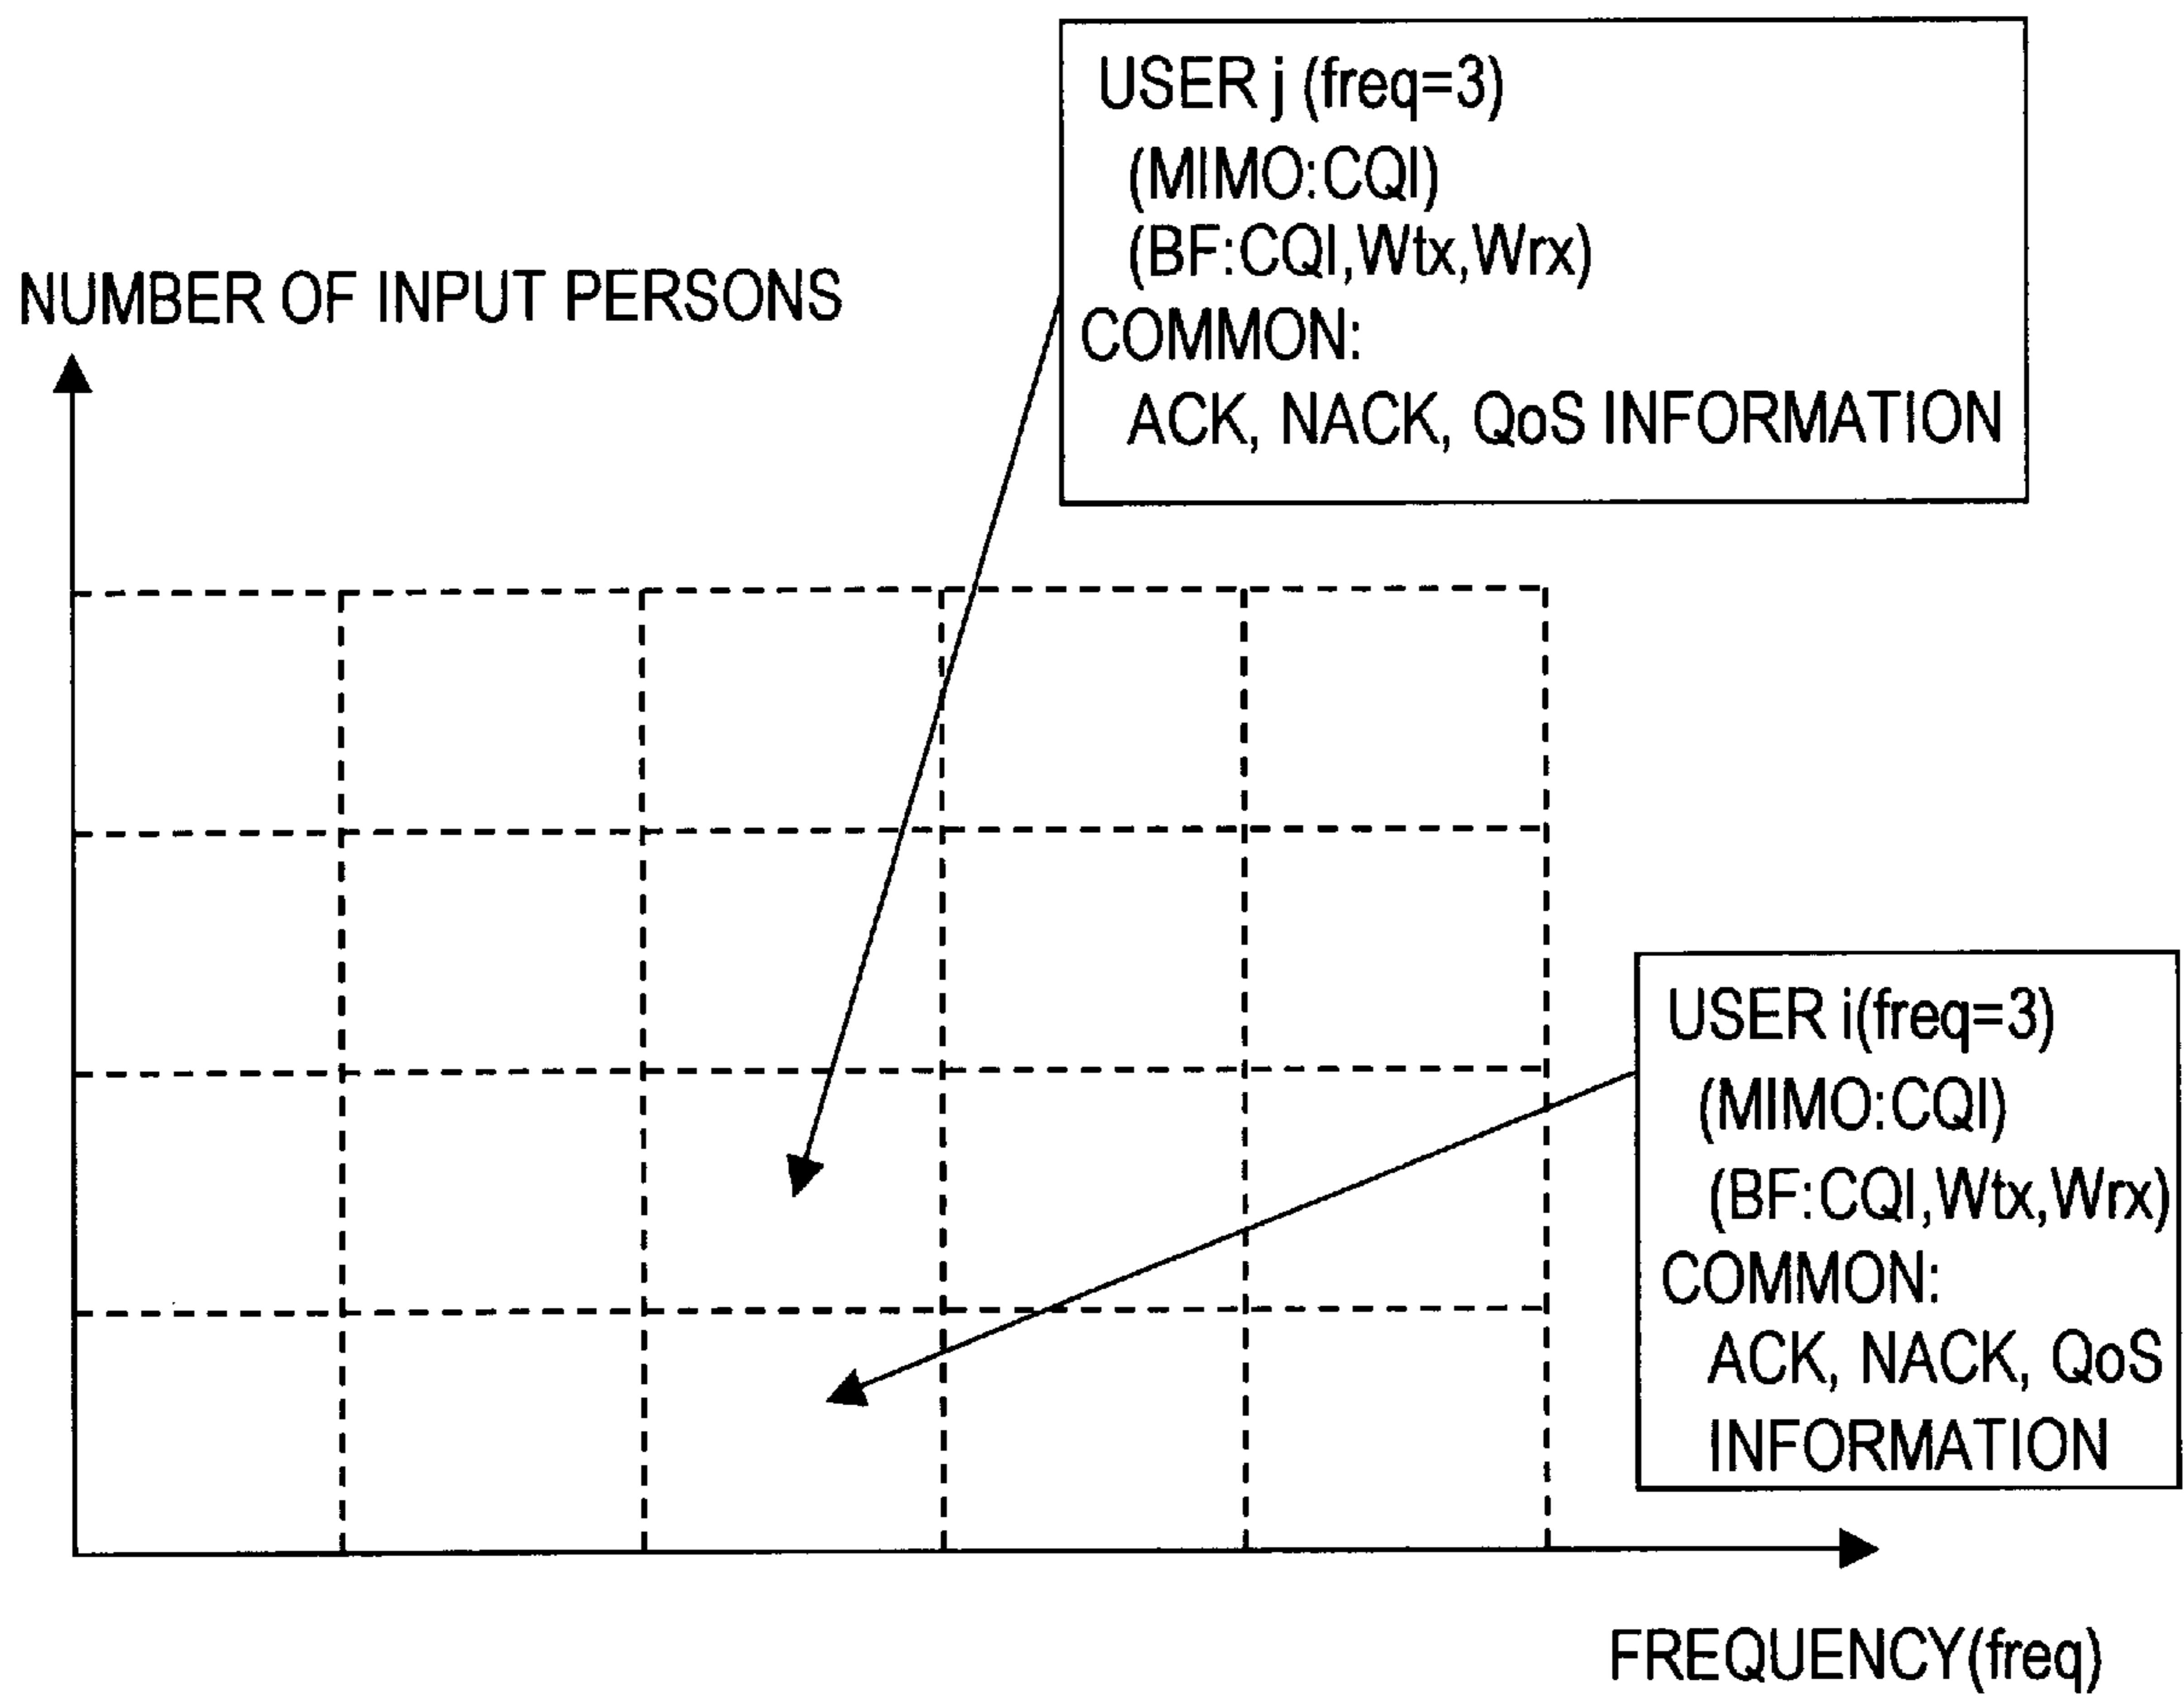 USER j (freq=3)
(MIMO:CQI)
(BF:CQI,Wtx,Wrx)
COMMON:
ACK, NACK, QoS INFORMATION
NUMBER OF INPUT PERSONS
USER i(freq=3)
(MIMO:CQI)
(BF:CQI,Wtx,Wrx)
COMMON:
ACK, NACK, QoS
INFORMATION
FREQUENCY(freq)